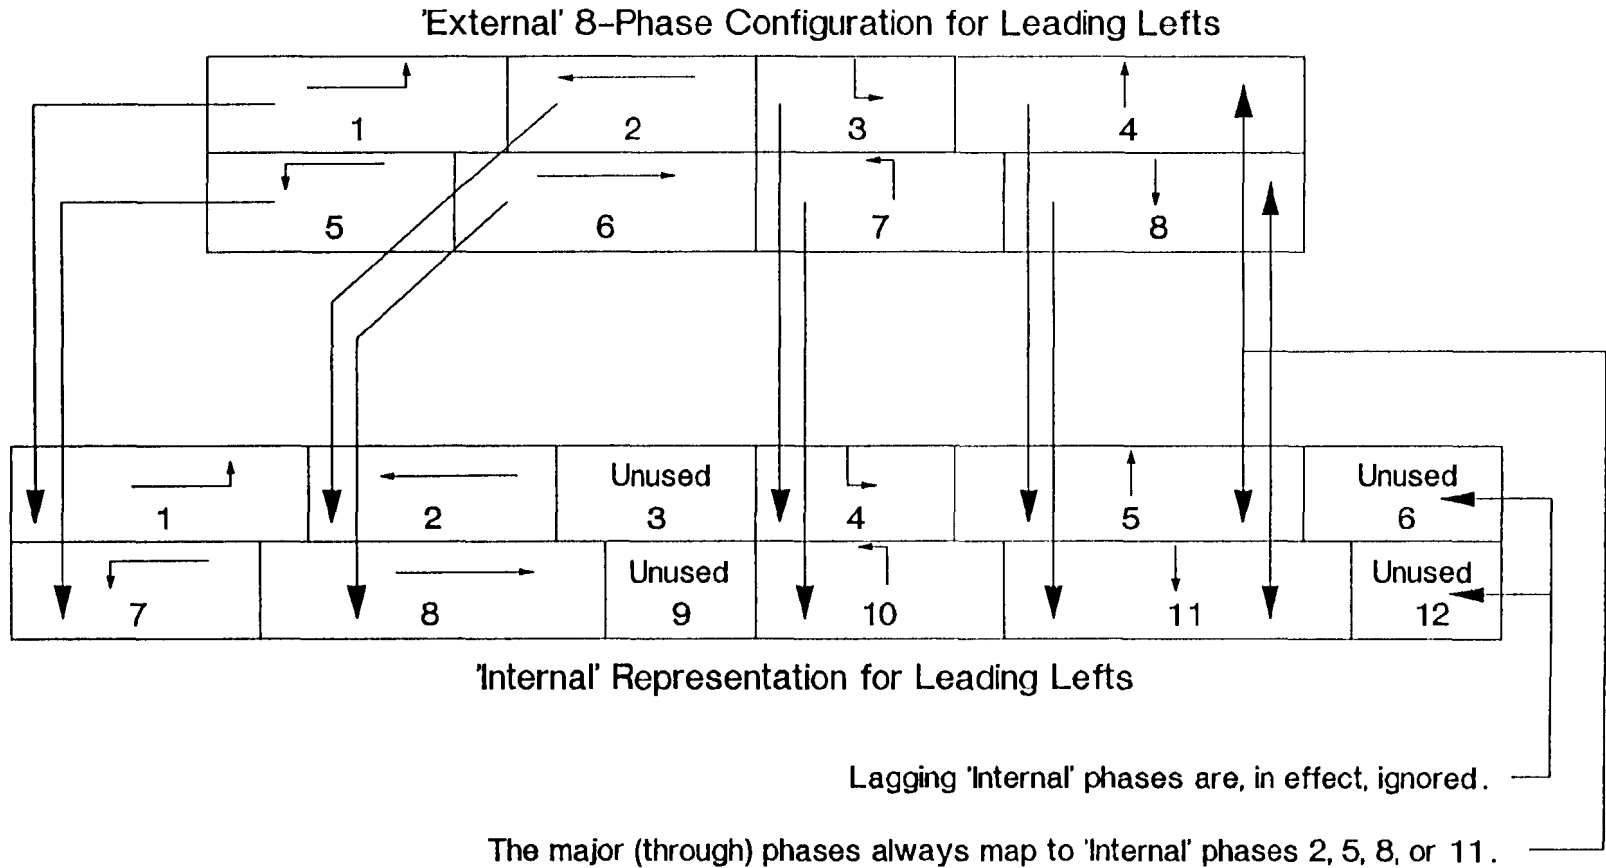 'External' 8-Phase Configuration for Leading Lefts
1 2 3 4
5 6 7 8
Unused Unused
1 2 3 4 5 6
Unused Unused
7 8 9 10 11 12
'Internal' Representation for Leading Lefts
Lagging 'Internal' phases are, in effect, ignored.
The major (through) phases always map to 'Internal' phases 2, 5, 8, or 11.